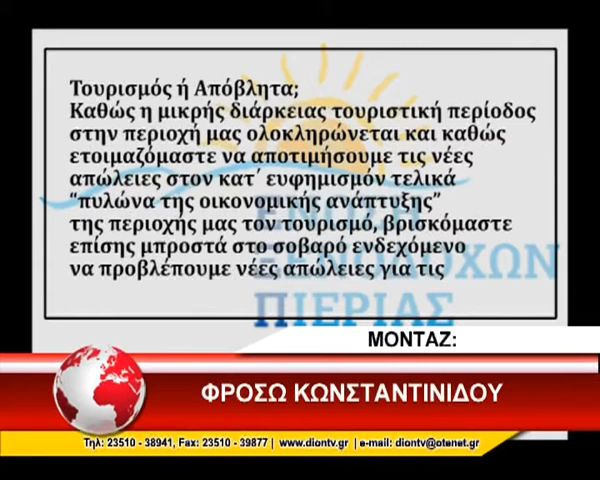 Τουρισμός ή Απόβλητα;
Καθώς η μικρής διάρκειας τουριστική περίοδος
στην περιοχή μας ολοκληρώνεται και καθώς
ετοιμαζόμαστε να αποτιμήσουμε τις νέες
απώλειες στον κατ΄ ευφημισμόν τελικά
“πυλώνα της οικονομικής ανάπτυξης”
της περιοχής μας τον τουρισμό, βρισκόμαστε
επίσης μπροστά στο σοβαρό ενδεχόμενο
να προβλέπουμε νέες απώλειες για τις
ΕΝΩΣΗ
ΞΕΝΟΔΟΧΩΝ
ΠΙΕΡΙΑΣ
ΜΟΝΤΑΖ:
ΦΡΟΣΩ ΚΩΝΣΤΑΝΤΙΝΙΔΟΥ
Τηλ: 23510 - 38941, Fax: 23510 - 39877 | www.diontv.gr | e-mail: diontv@otenet.gr